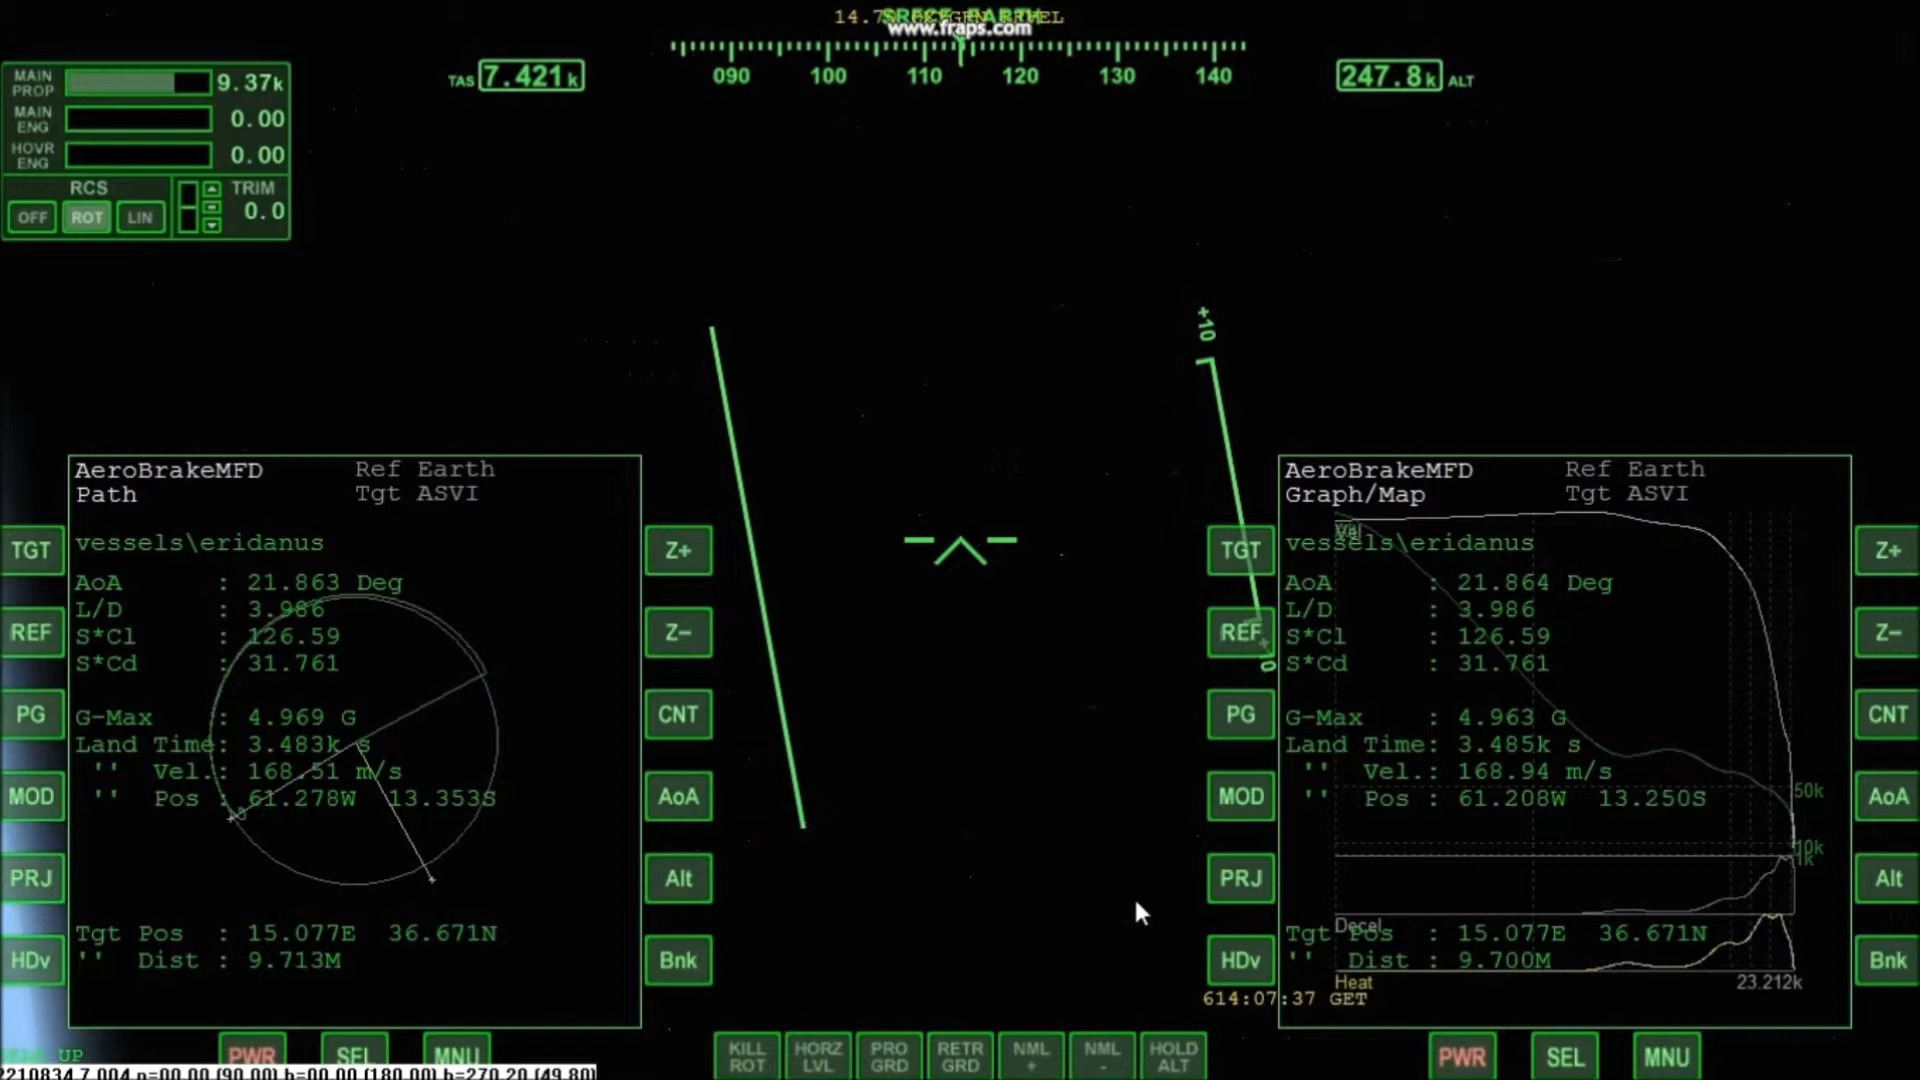 14.7
www.fraps.com
MAIN PROP 9.37k
MAIN ENG 0.00
HOVR ENG 0.00
RCS TRIM
OFF ROT LIN 0.0
TAS 7.421k
090 100 110 120 130 140
247.8k ALT
+10
AeroBrakeMFD Ref Earth
Path Tgt ASVI
vessels\eridanus
AoA : 21.863 Deg
L/D : 3.986
S*Cl : 126.59
S*Cd : 31.761
G-Max : 4.969 G
Land Time: 3.483k s
'' Vel.: 168.51 m/s
'' Pos : 61.278W 13.353S
Tgt Pos : 15.077E 36.671N
'' Dist : 9.713M
TGT
REF
PG
MOD
PRJ
HDv
Z+
Z-
CNT
AoA
Alt
Bnk
PWR SEL MNU
AeroBrakeMFD Ref Earth
Graph/Map Tgt ASVI
vessels\eridanus
AoA : 21.864 Deg
L/D : 3.986
S*Cl : 126.59
S*Cd : 31.761
G-Max : 4.963 G
Land Time: 3.485k s
'' Vel.: 168.94 m/s
'' Pos : 61.208W 13.250S
50k
10k
1k
Decel
Tgt Pos : 15.077E 36.671N
'' Dist : 9.700M
Heat 23.212k
614:07:37 GET
TGT
REF
PG
MOD
PRJ
HDv
Z+
Z-
CNT
AoA
Alt
Bnk
PWR SEL MNU
KILL ROT
HORZ LVL
PRO GRD
RETR GRD
NML +
NML -
HOLD ALT
UP